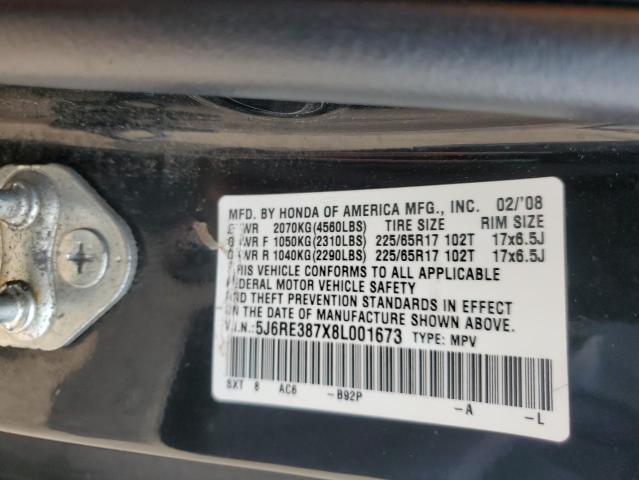 MFD. BY HONDA OF AMERICA MFG., INC. 02/'08
GVWR 2070KG(4560LBS) TIRE SIZE RIM SIZE
GAWR F 1050KG(2310LBS) 225/65R17 102T 17x6.5J
GAWR R 1040KG(2290LBS) 225/65R17 102T 17x6.5J
THIS VEHICLE CONFORMS TO ALL APPLICABLE
FEDERAL MOTOR VEHICLE SAFETY
AND THEFT PREVENTION STANDARDS IN EFFECT
ON THE DATE OF MANUFACTURE SHOWN ABOVE.
V.I.N.:5J6RE387X8L001673 TYPE: MPV
SXT 8 AC6 -B92P -A -L